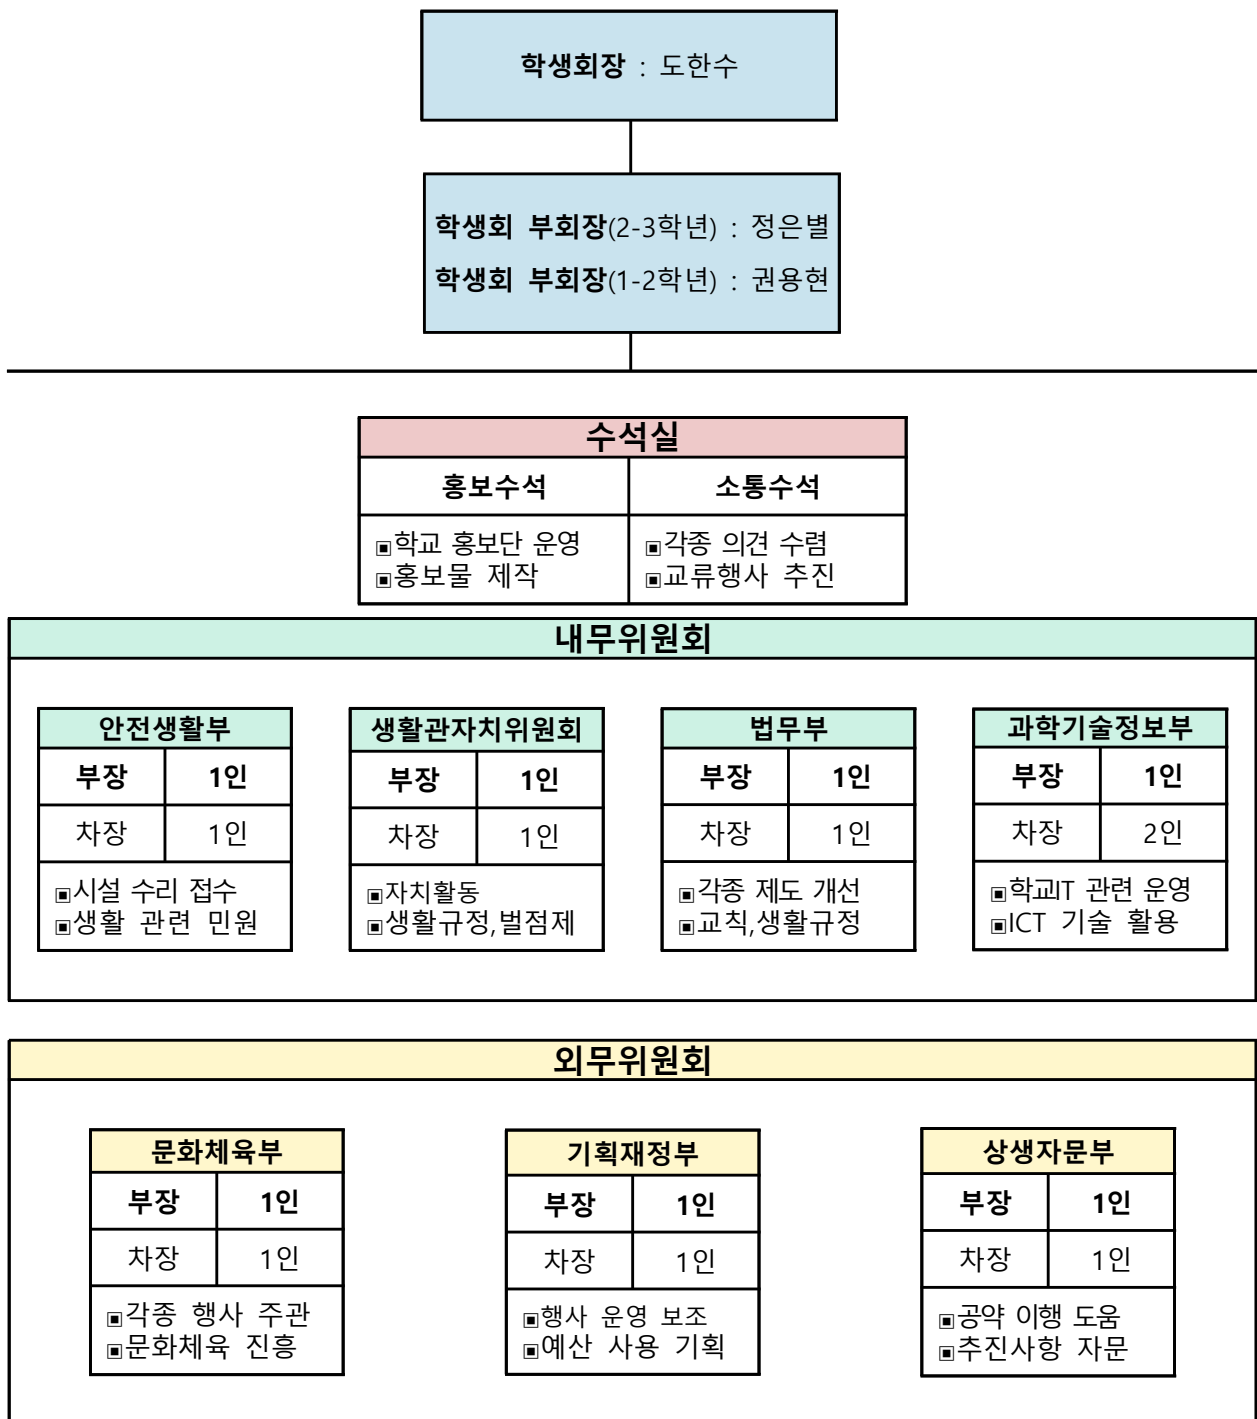 학생회장 : 도한수
학생회 부회장(2-3학년) : 정은별
학생회 부회장(1-2학년) : 권용현
수석실
홍보수석 소통수석
▣학교 홍보단 운영 ▣각종 의견 수렴
▣홍보물 제작 ▣교류행사 추진
내무위원회
안전생활부
부장 1인
차장 1인
▣시설 수리 접수
▣생활 관련 민원
생활관자치위원회
부장 1인
차장 1인
▣자치활동
▣생활규정,벌점제
법무부
부장 1인
차장 1인
▣각종 제도 개선
▣교칙,생활규정
과학기술정보부
부장 1인
차장 2인
▣학교IT 관련 운영
▣ICT 기술 활용
외무위원회
문화체육부
부장 1인
차장 1인
▣각종 행사 주관
▣문화체육 진흥
기획재정부
부장 1인
차장 1인
▣행사 운영 보조
▣예산 사용 기획
상생자문부
부장 1인
차장 1인
▣공약 이행 도움
▣추진사항 자문